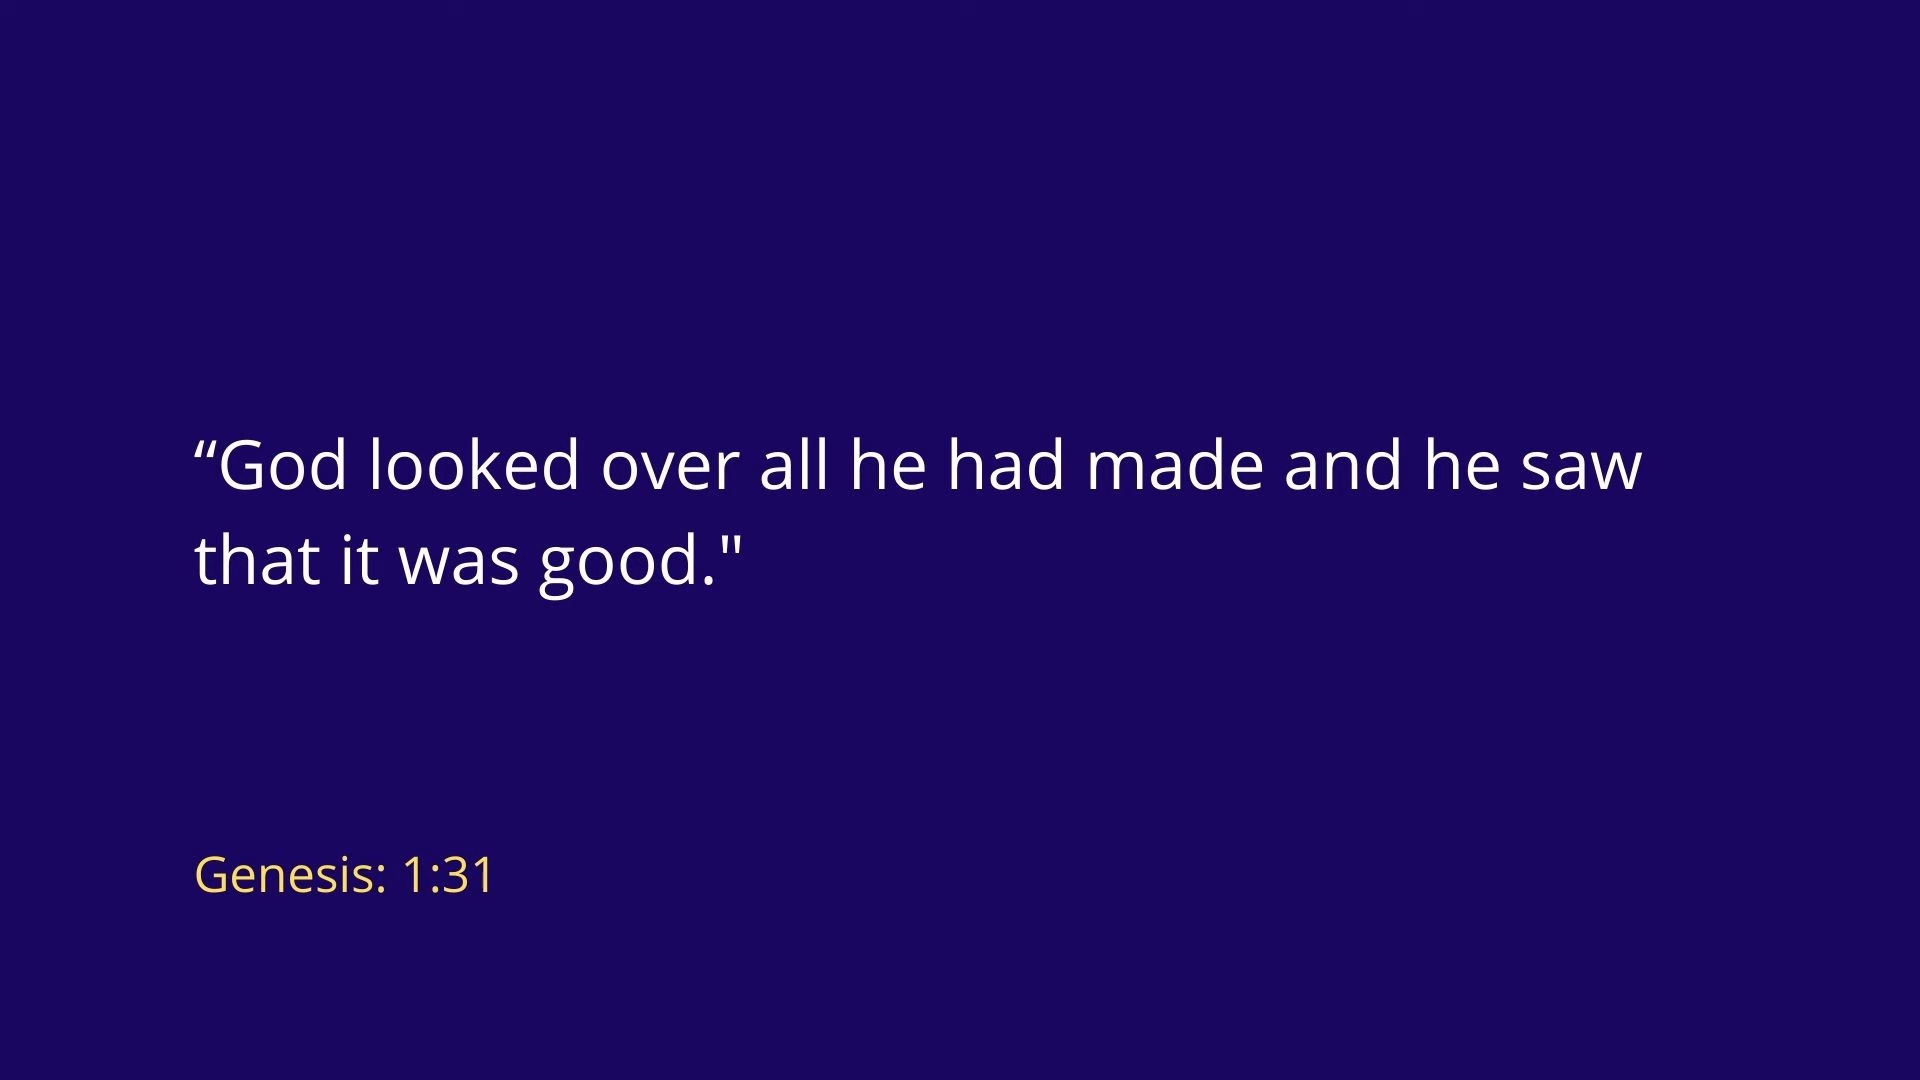 “God looked over all he had made and he saw
that it was good."
Genesis: 1:31